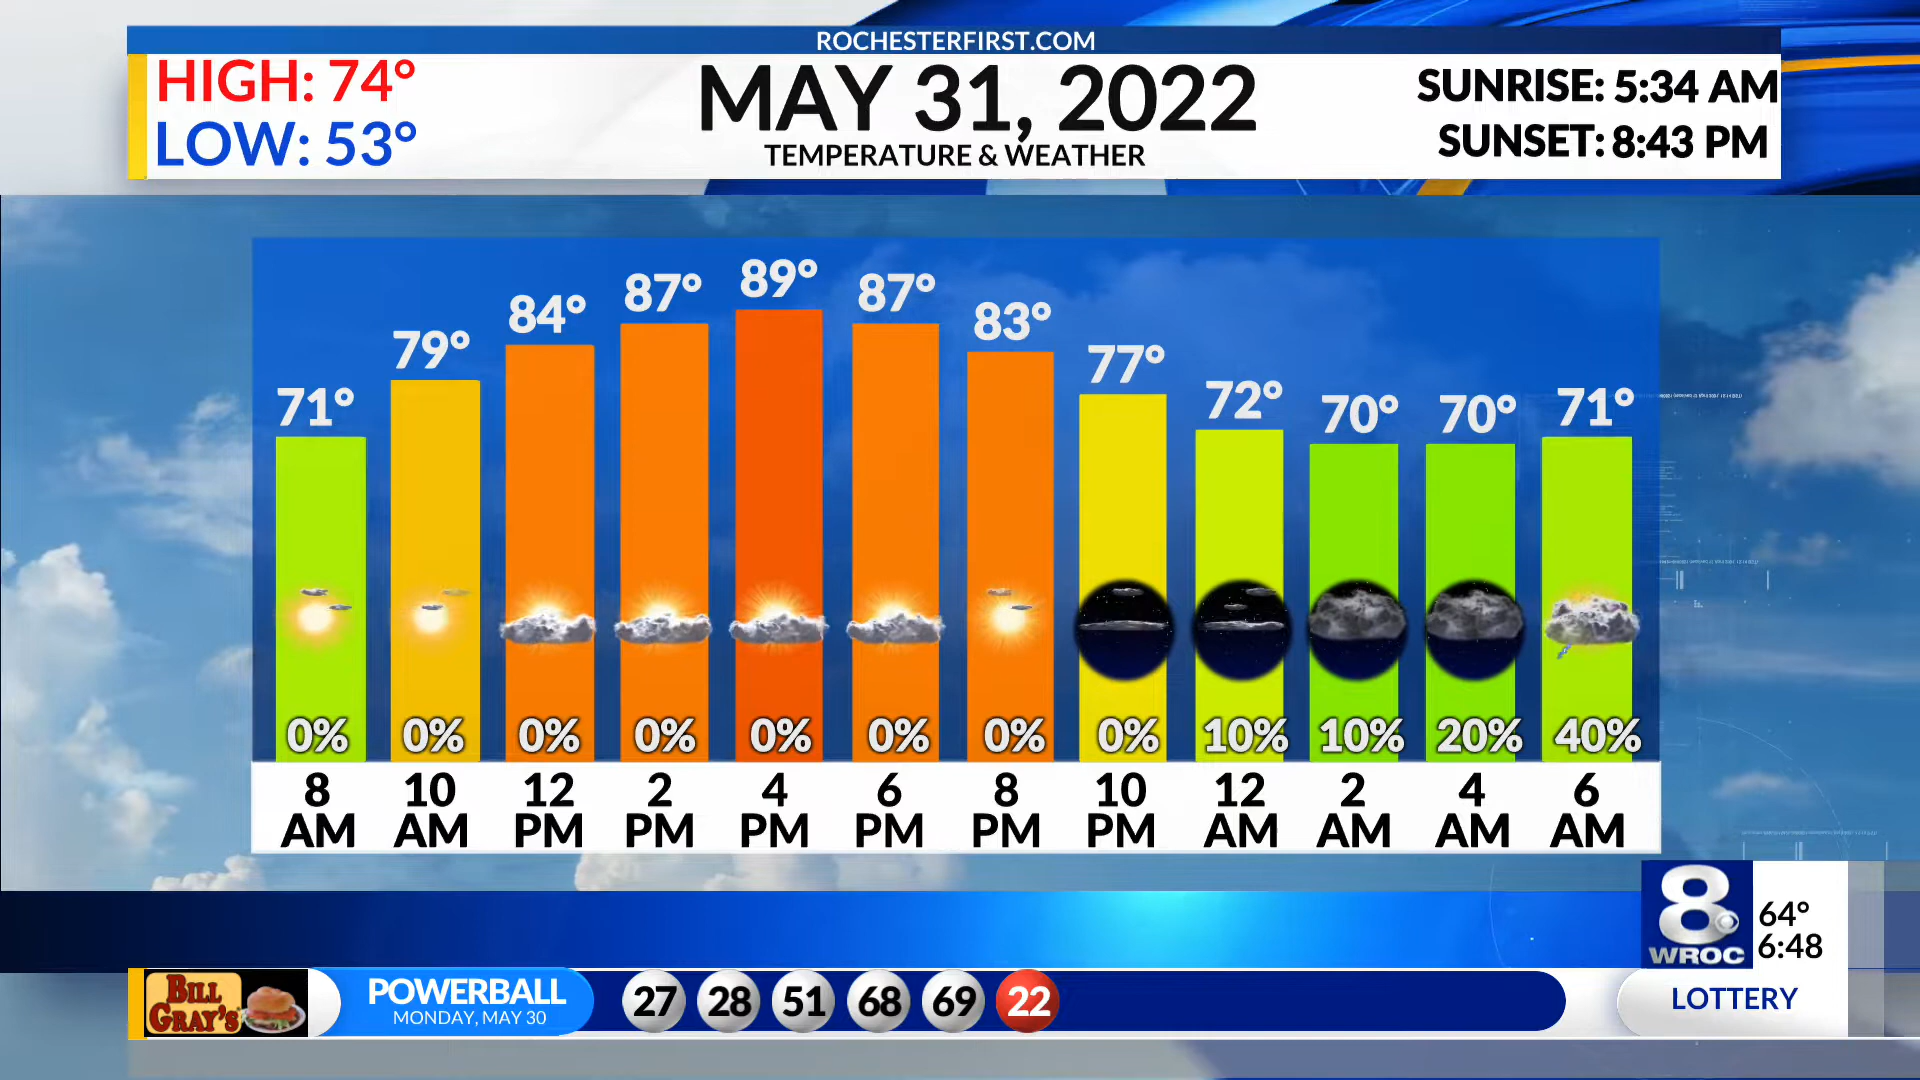 ROCHESTERFIRST.COM
HIGH: 74°
LOW: 53°
MAY 31, 2022
TEMPERATURE & WEATHER
SUNRISE: 5:34 AM
SUNSET: 8:43 PM
71° 79° 84° 87° 89° 87° 83° 77° 72° 70° 70° 71°
0% 0% 0% 0% 0% 0% 0% 0% 10% 10% 20% 40%
8 10 12 2 4 6 8 10 12 2 4 6
AM AM PM PM PM PM PM PM AM AM AM AM
8
WROC
64°
6:48
BILL
GRAY'S
POWERBALL
MONDAY, MAY 30
27 28 51 68 69 22
LOTTERY